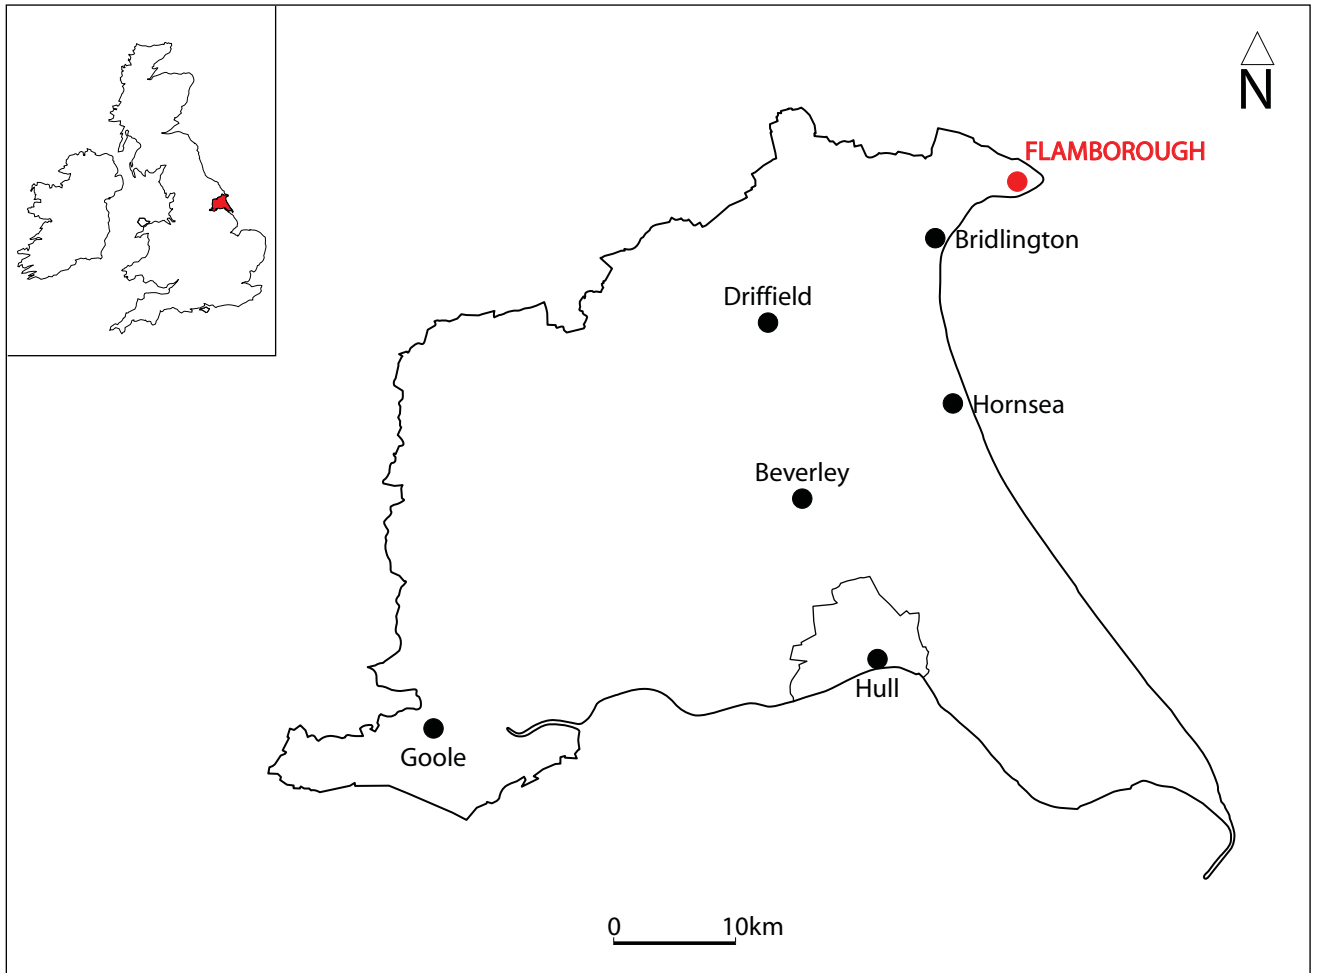 N
FLAMBOROUGH
Bridlington
Driffield
Hornsea
Beverley
Hull
Goole
0 10km